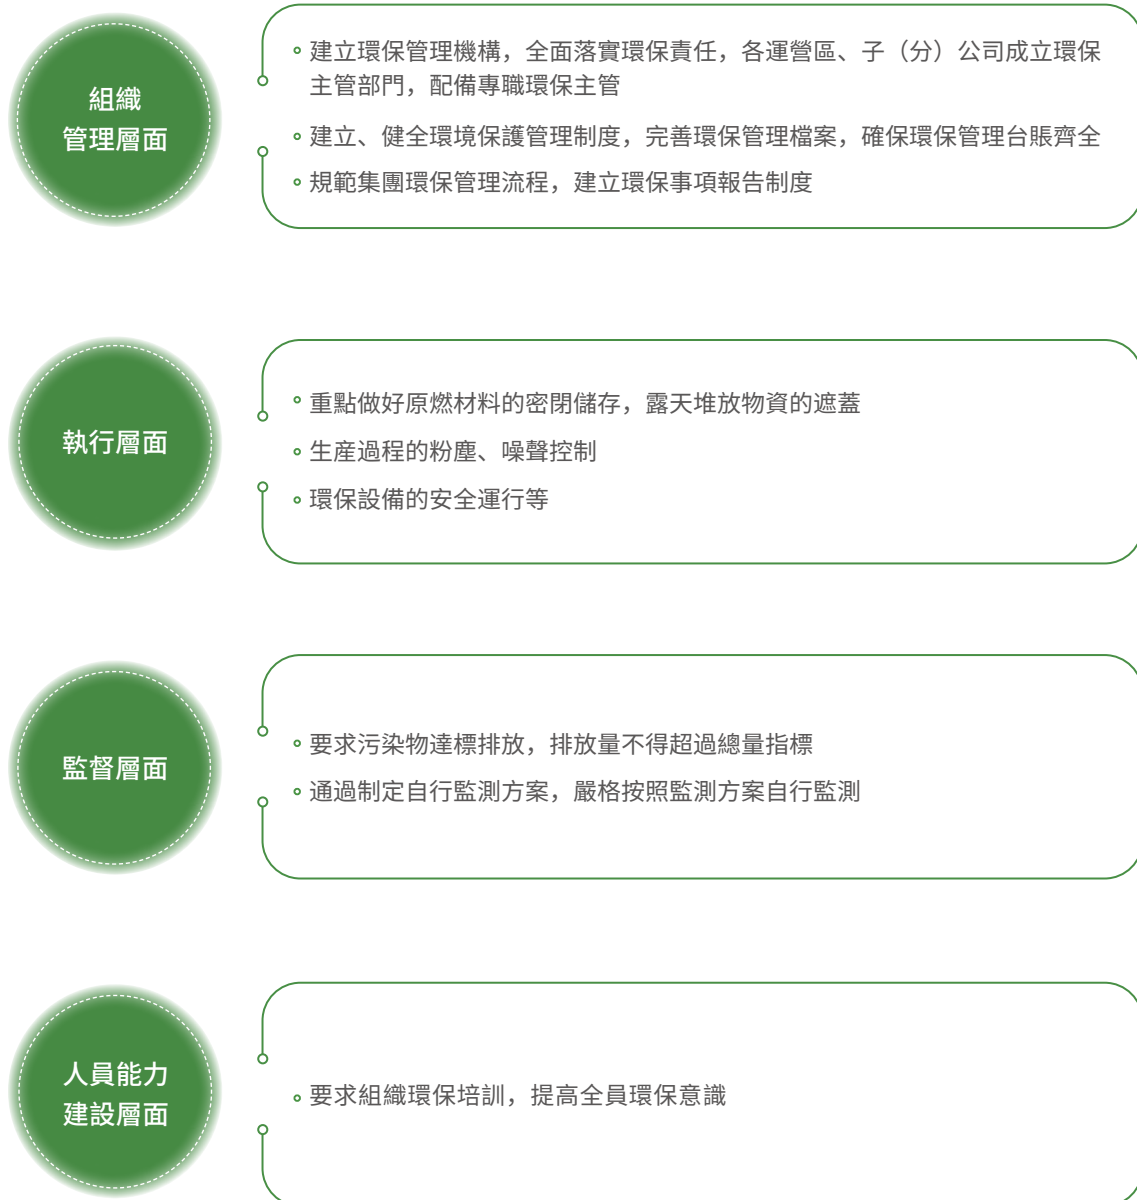 組織
管理層面
建立環保管理機構，全面落實環保責任，各運營區、子（分）公司成立環保
主管部門，配備專職環保主管
建立、健全環境保護管理制度，完善環保管理檔案，確保環保管理台賬齊全
規範集團環保管理流程，建立環保事項報告制度
執行層面
重點做好原燃材料的密閉儲存，露天堆放物資的遮蓋
生産過程的粉塵、噪聲控制
環保設備的安全運行等
監督層面
要求污染物達標排放，排放量不得超過總量指標
通過制定自行監測方案，嚴格按照監測方案自行監測
人員能力
建設層面
要求組織環保培訓，提高全員環保意識